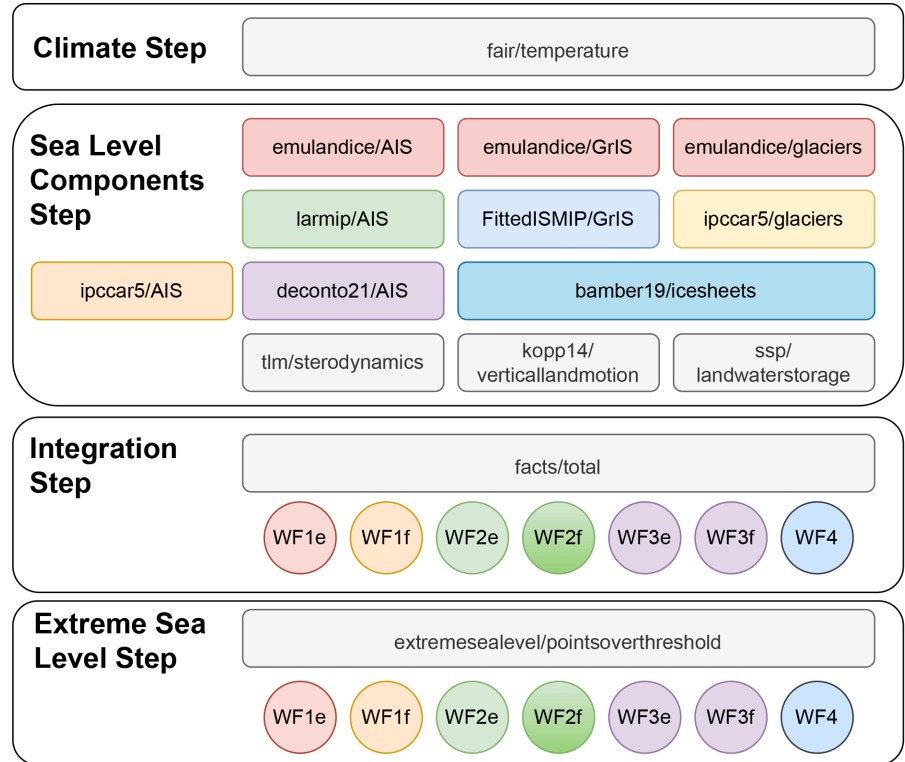 Climate Step
fair/temperature
Sea Level
Components
Step
emulandice/AIS
emulandice/GrIS
emulandice/glaciers
larmip/AIS
FittedISMIP/GrIS
ipccar5/glaciers
ipccar5/AIS
deconto21/AIS
bamber19/icesheets
tlm/sterodynamics
kopp14/
verticallandmotion
ssp/
landwaterstorage
Integration
Step
facts/total
WF1e
WF1f
WF2e
WF2f
WF3e
WF3f
WF4
Extreme Sea
Level Step
extremesealevel/pointsoverthreshold
WF1e
WF1f
WF2e
WF2f
WF3e
WF3f
WF4